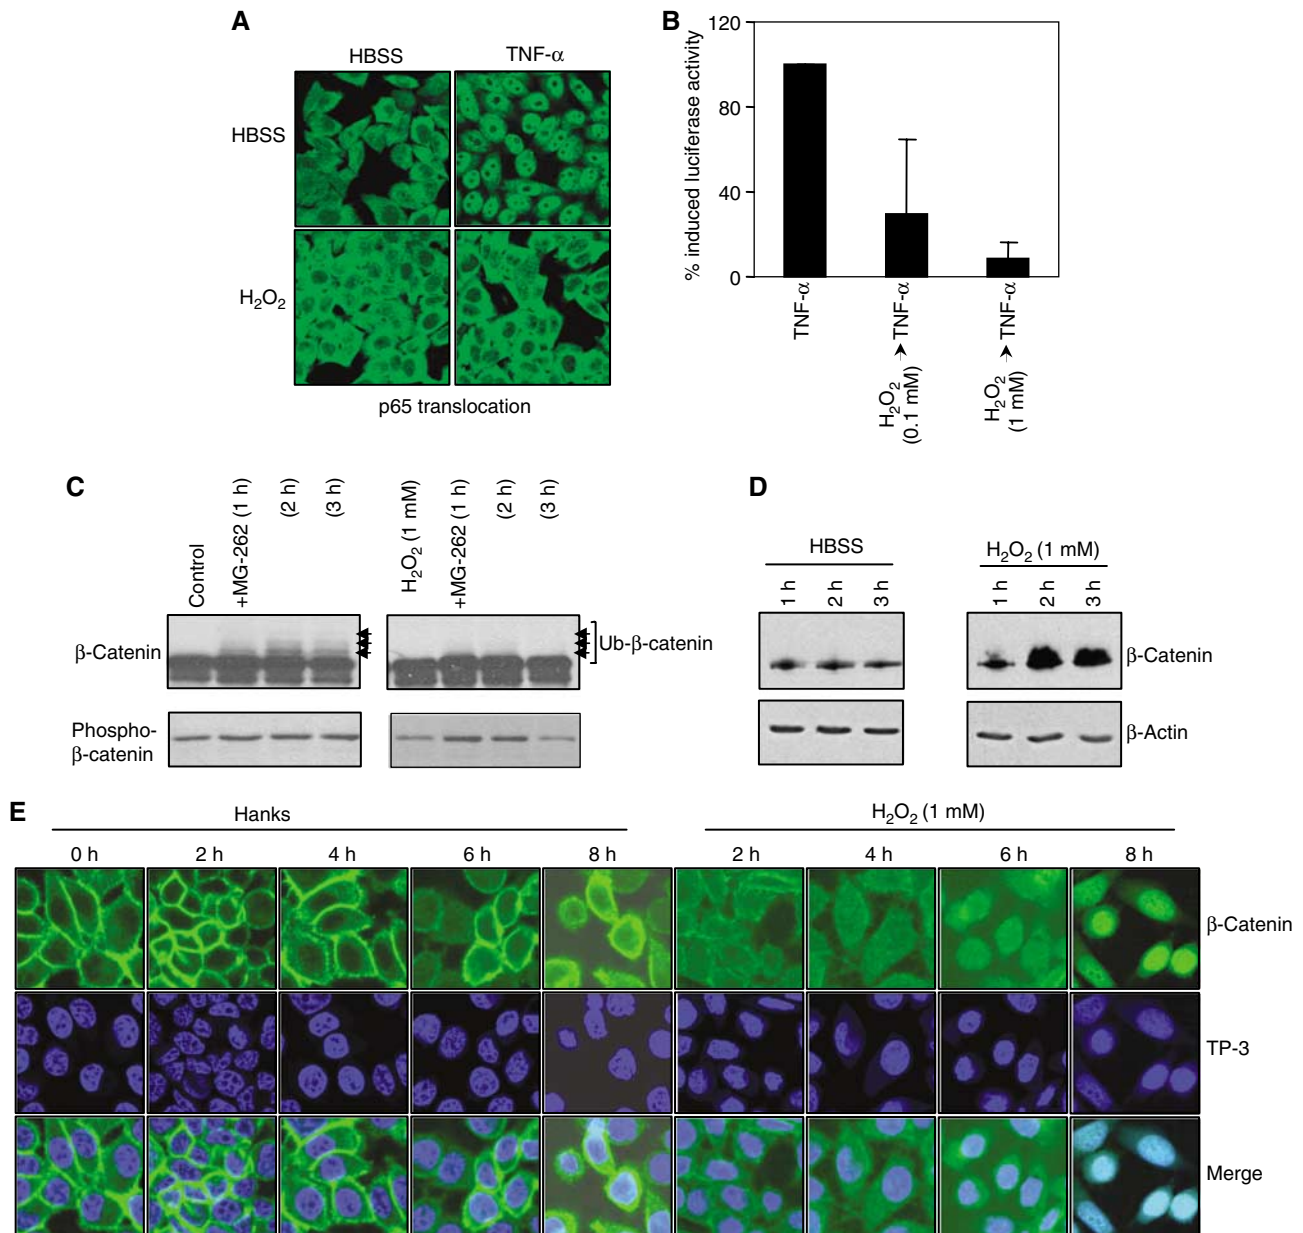 A
HBSS
TNF-α
HBSS
H₂O₂
p65 translocation
B
% induced luciferase activity
120
80
40
0
TNF-α
H₂O₂ (0.1 mM) ➔ TNF-α
H₂O₂ (1 mM) ➔ TNF-α
C
Control
+MG-262 (1 h)
(2 h)
(3 h)
H₂O₂ (1 mM)
+MG-262 (1 h)
(2 h)
(3 h)
β-Catenin
Ub-β-catenin
Phospho-
β-catenin
D
HBSS
H₂O₂ (1 mM)
1 h
2 h
3 h
1 h
2 h
3 h
β-Catenin
β-Actin
E
Hanks
H₂O₂ (1 mM)
0 h
2 h
4 h
6 h
8 h
2 h
4 h
6 h
8 h
β-Catenin
TP-3
Merge